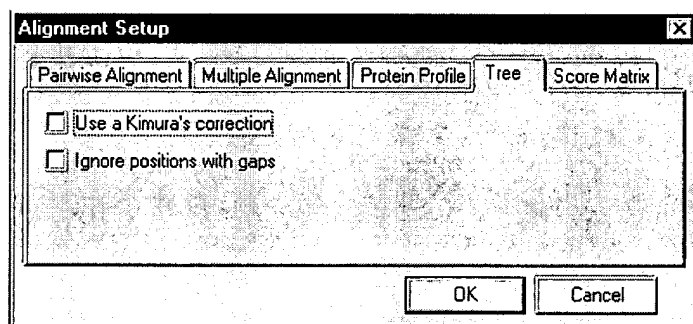 Alignment Setup
Pairwise Alignment Multiple Alignment Protein Profile Tree Score Matrix
Use a Kimura's correction
Ignore positions with gaps
OK Cancel